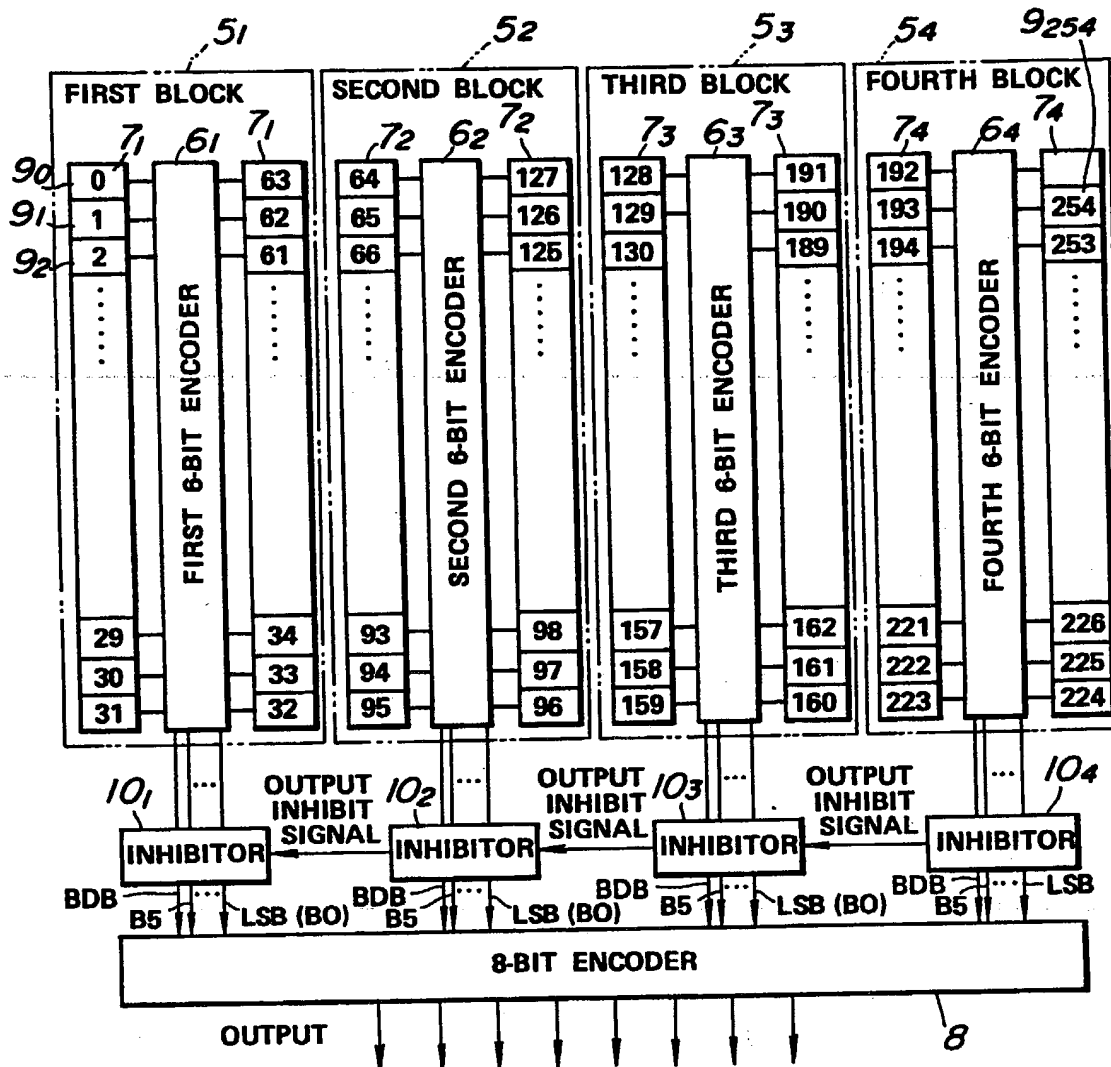 5₁ 5₂ 5₃ 5₄ 9₂₅₄
FIRST BLOCK SECOND BLOCK THIRD BLOCK FOURTH BLOCK
7₁ 6₁ 7₁ 7₂ 6₂ 7₂ 7₃ 6₃ 7₃ 7₄ 6₄ 7₄
9₀ 0 63 64 127 128 191 192
9₁ 1 62 65 126 129 190 193 254
9₂ 2 61 66 125 130 189 194 253
FIRST 6-BIT ENCODER
SECOND 6-BIT ENCODER
THIRD 6-BIT ENCODER
FOURTH 6-BIT ENCODER
29 34 93 98 157 162 221 226
30 33 94 97 158 161 222 225
31 32 95 96 159 160 223 224
10₁ OUTPUT INHIBIT SIGNAL 10₂ OUTPUT INHIBIT SIGNAL 10₃ OUTPUT INHIBIT SIGNAL 10₄
INHIBITOR INHIBITOR INHIBITOR INHIBITOR
BDB BDB BDB BDB LSB
B5 LSB (BO) B5 LSB (BO) B5 LSB (BO) B5
8-BIT ENCODER
OUTPUT 8